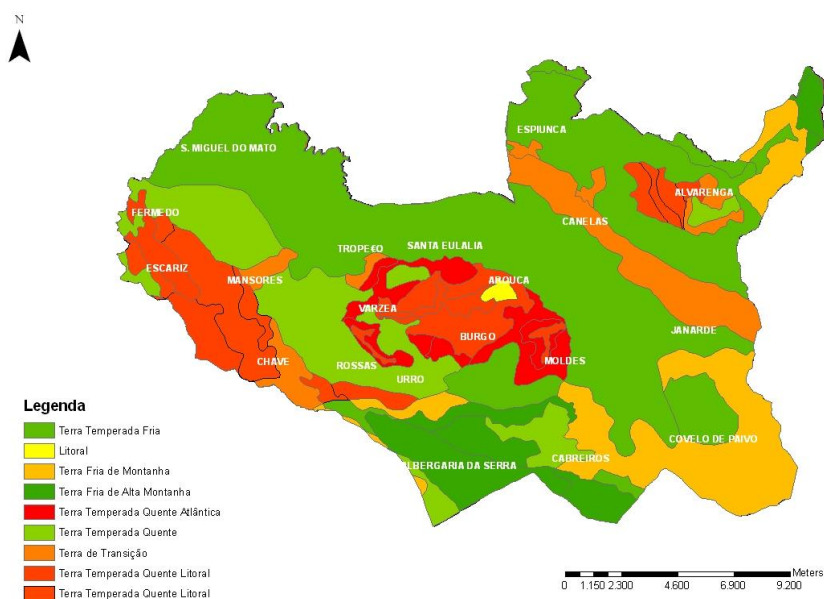 N
ESPIUNCA
S. MIGUEL DO MATO
ALVARENGA
FERMEDO
CANELAS
TROPE€O
SANTA EULALIA
ESCARIZ
MANSORES
AROUCA
VARZEA
BURGO
JANARDE
CHAVE
ROSSAS
MOLDES
URRO
COVELO DE PAIVO
CABREIROS
ALBERGARIA DA SERRA
Legenda
Terra Temperada Fria
Litoral
Terra Fria de Montanha
Terra Fria de Alta Montanha
Terra Temperada Quente Atlântica
Terra Temperada Quente
Terra de Transição
Terra Temperada Quente Litoral
Terra Temperada Quente Litoral
Meters
0 1.150 2.300 4.600 6.900 9.200